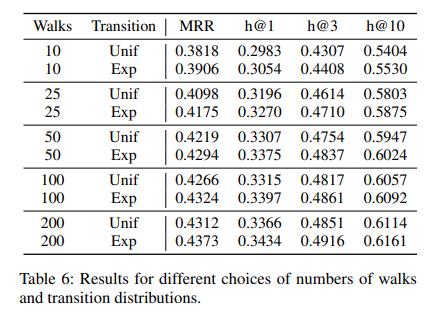 Walks Transition MRR h@1 h@3 h@10
10 Unif 0.3818 0.2983 0.4307 0.5404
10 Exp 0.3906 0.3054 0.4408 0.5530
25 Unif 0.4098 0.3196 0.4614 0.5803
25 Exp 0.4175 0.3270 0.4710 0.5875
50 Unif 0.4219 0.3307 0.4754 0.5947
50 Exp 0.4294 0.3375 0.4837 0.6024
100 Unif 0.4266 0.3315 0.4817 0.6057
100 Exp 0.4324 0.3397 0.4861 0.6092
200 Unif 0.4312 0.3366 0.4851 0.6114
200 Exp 0.4373 0.3434 0.4916 0.6161
Table 6: Results for different choices of numbers of walks
and transition distributions.